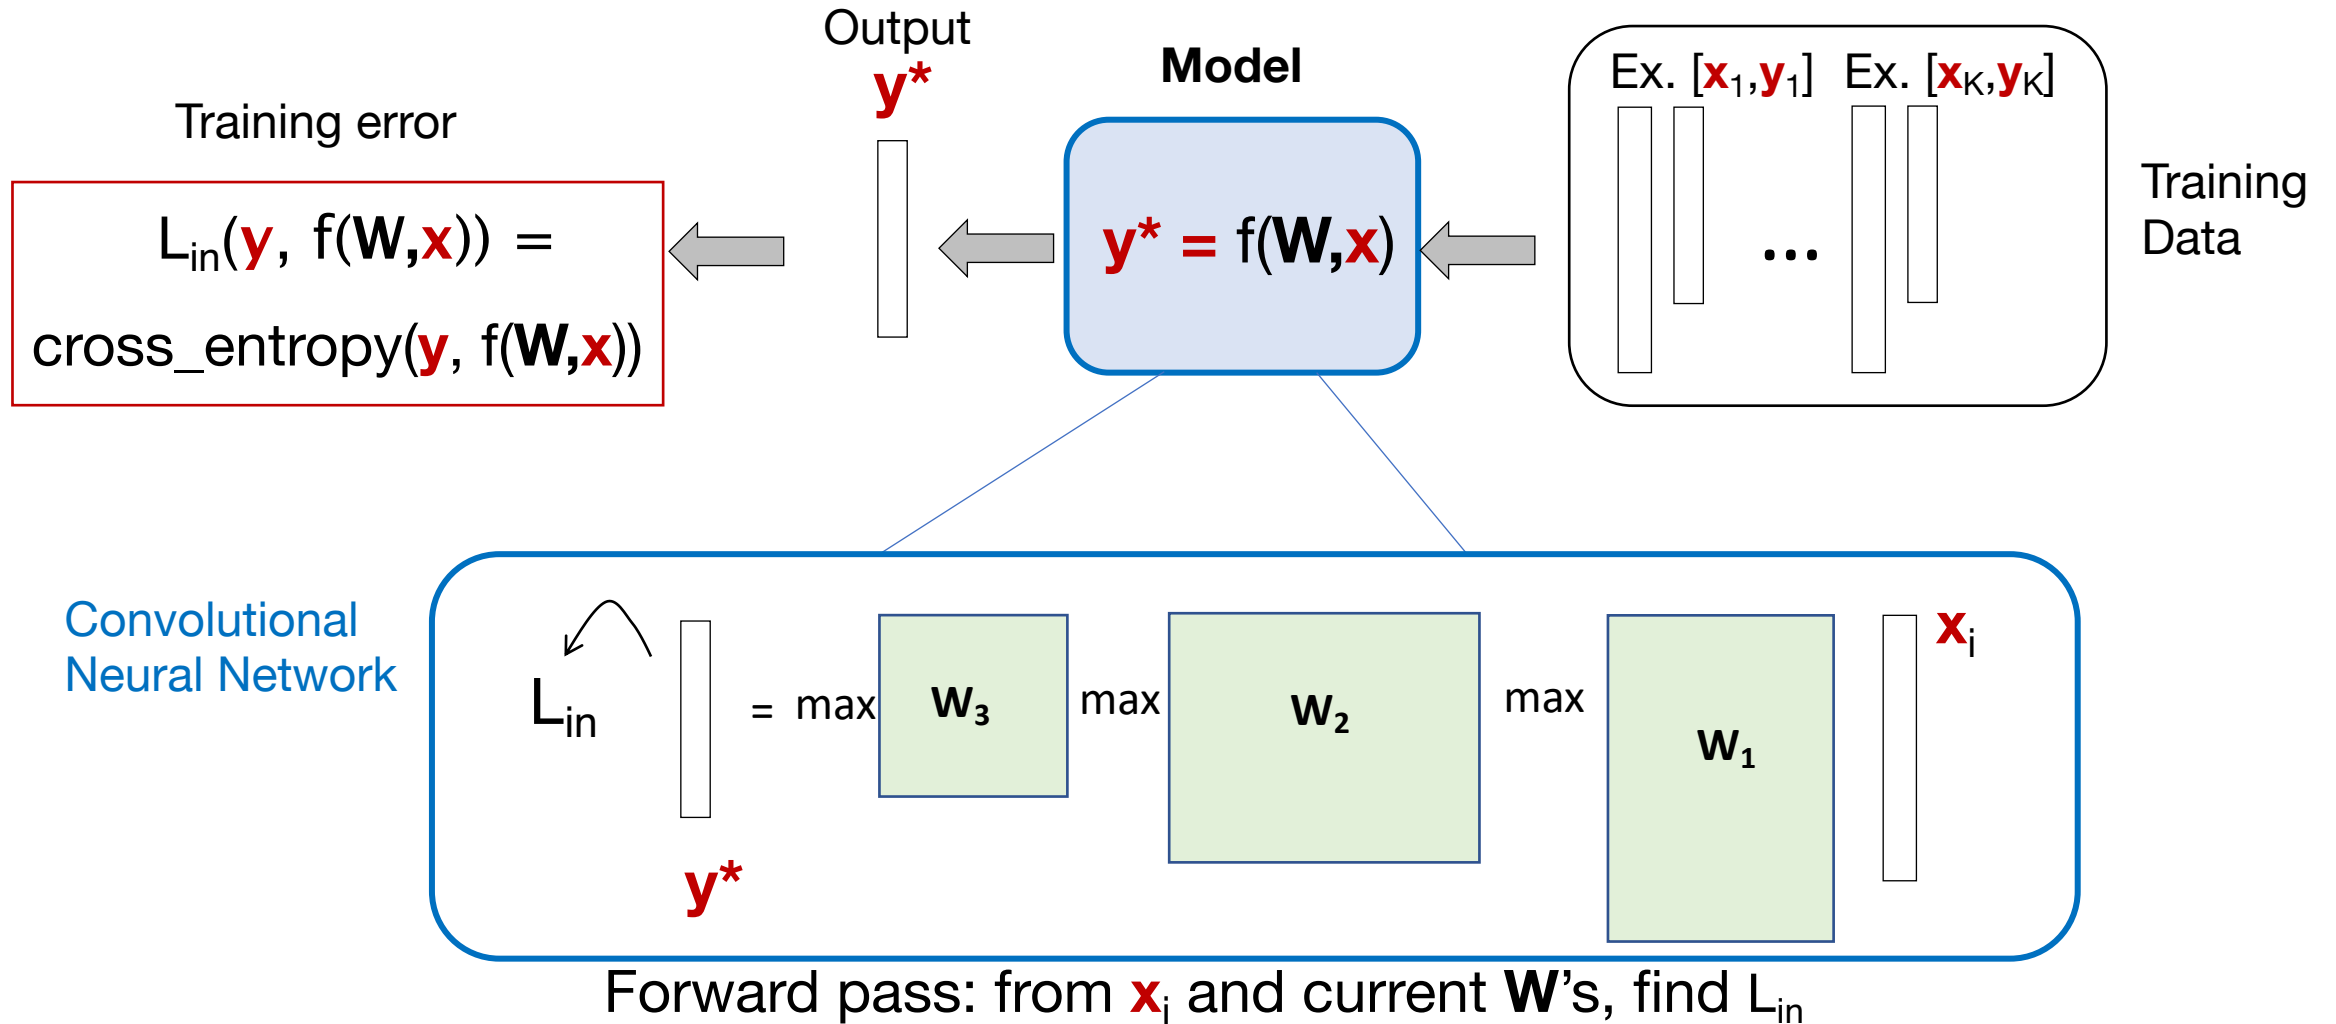 Output
y*
Model
Ex. [x1,y1] Ex. [xK,yK]
Training error
Training
Data
Lin(y, f(W,x)) =
cross_entropy(y, f(W,x))
y* = f(W,x)
...
Convolutional
Neural Network
Lin
= max W3 max W2 max W1
xi
y*
Forward pass: from xi and current W's, find Lin